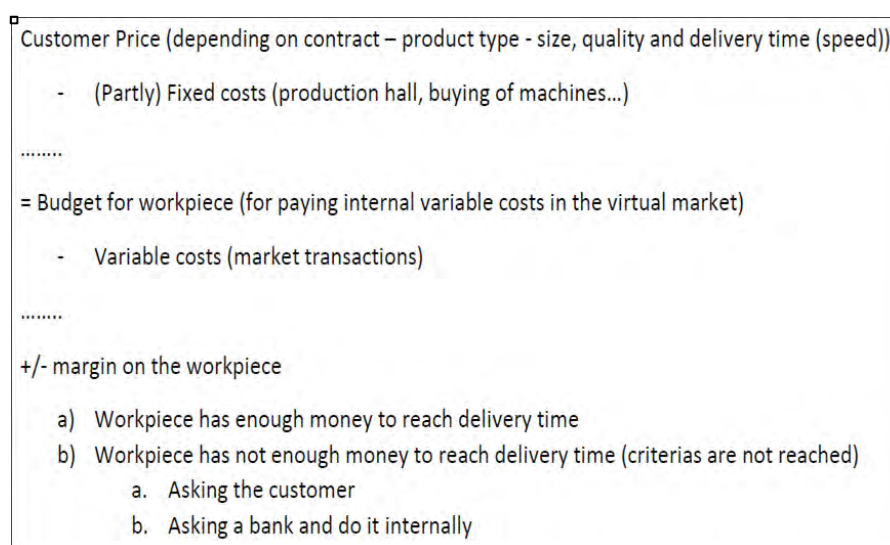 Customer Price (depending on contract – product type - size, quality and delivery time (speed))
- (Partly) Fixed costs (production hall, buying of machines...)
........
= Budget for workpiece (for paying internal variable costs in the virtual market)
- Variable costs (market transactions)
........
+/- margin on the workpiece
a) Workpiece has enough money to reach delivery time
b) Workpiece has not enough money to reach delivery time (criterias are not reached)
a. Asking the customer
b. Asking a bank and do it internally